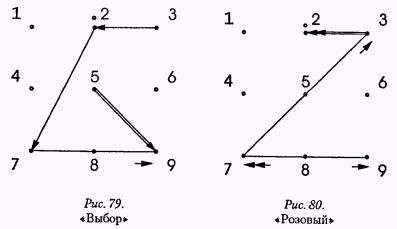 1 2 3
4 5 6
7 8 9
Рис. 79.
«Выбор»
1 2 3
4 5 6
7 8 9
Рис. 80.
«Розовый»